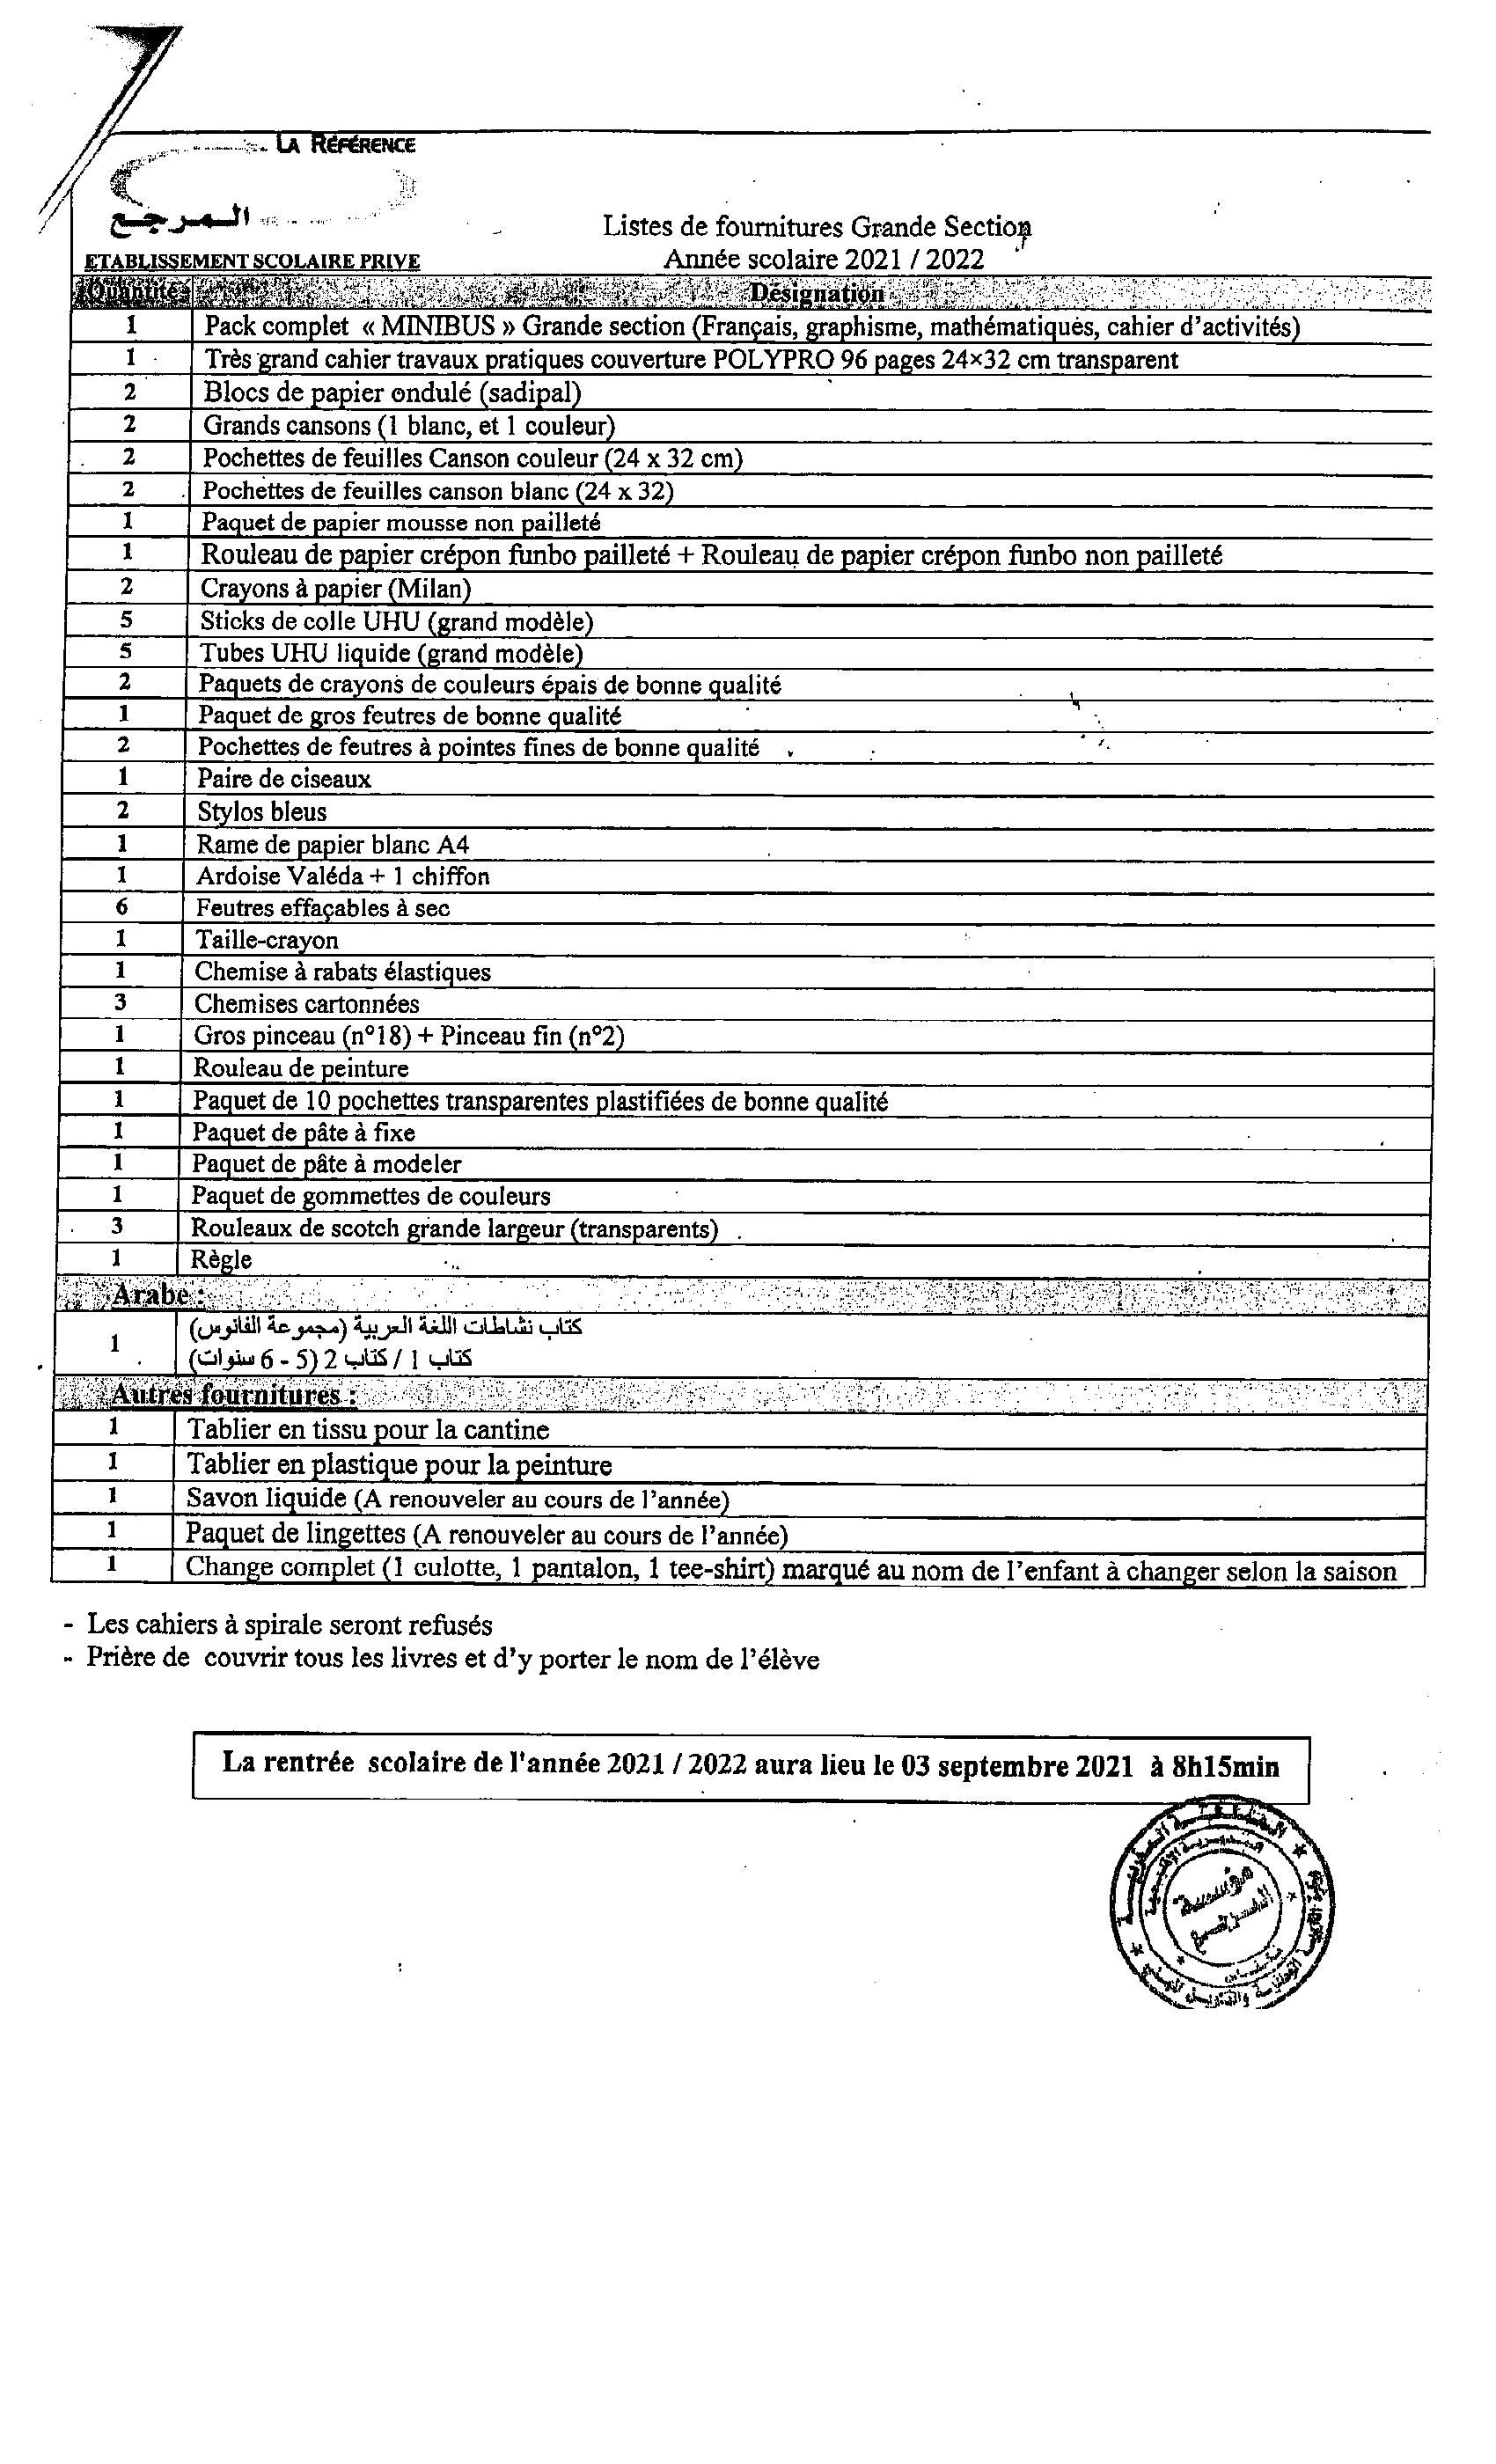 LA RÉFÉRENCE
المرجع
ETABLISSEMENT SCOLAIRE PRIVE
Listes de fournitures Grande Section
Année scolaire 2021 / 2022
Quantités Désignation
1 Pack complet « MINIBUS » Grande section (Français, graphisme, mathématiques, cahier d'activités)
1 Très grand cahier travaux pratiques couverture POLYPRO 96 pages 24×32 cm transparent
2 Blocs de papier ondulé (sadipal)
2 Grands cansons (1 blanc, et 1 couleur)
2 Pochettes de feuilles Canson couleur (24 x 32 cm)
2 Pochettes de feuilles canson blanc (24 x 32)
1 Paquet de papier mousse non pailleté
1 Rouleau de papier crépon funbo pailleté + Rouleau de papier crépon funbo non pailleté
2 Crayons à papier (Milan)
5 Sticks de colle UHU (grand modèle)
5 Tubes UHU liquide (grand modèle)
2 Paquets de crayons de couleurs épais de bonne qualité
1 Paquet de gros feutres de bonne qualité
2 Pochettes de feutres à pointes fines de bonne qualité
1 Paire de ciseaux
2 Stylos bleus
1 Rame de papier blanc A4
1 Ardoise Valéda + 1 chiffon
6 Feutres effaçables à sec
1 Taille-crayon
1 Chemise à rabats élastiques
3 Chemises cartonnées
1 Gros pinceau (n°18) + Pinceau fin (n°2)
1 Rouleau de peinture
1 Paquet de 10 pochettes transparentes plastifiées de bonne qualité
1 Paquet de pâte à fixe
1 Paquet de pâte à modeler
1 Paquet de gommettes de couleurs
3 Rouleaux de scotch grande largeur (transparents)
1 Règle
Arabe :
1 كتاب نشاطات اللغة العربية (مجموعة الفانوس)
كتاب 1 / كتاب 2 (5 - 6 سنوات)
Autres fournitures :
1 Tablier en tissu pour la cantine
1 Tablier en plastique pour la peinture
1 Savon liquide (A renouveler au cours de l'année)
1 Paquet de lingettes (A renouveler au cours de l'année)
1 Change complet (1 culotte, 1 pantalon, 1 tee-shirt) marqué au nom de l'enfant à changer selon la saison
- Les cahiers à spirale seront refusés
- Prière de couvrir tous les livres et d'y porter le nom de l'élève
La rentrée scolaire de l'année 2021 / 2022 aura lieu le 03 septembre 2021 à 8h15min
المملكة المغربية
مؤسسة
المرجع